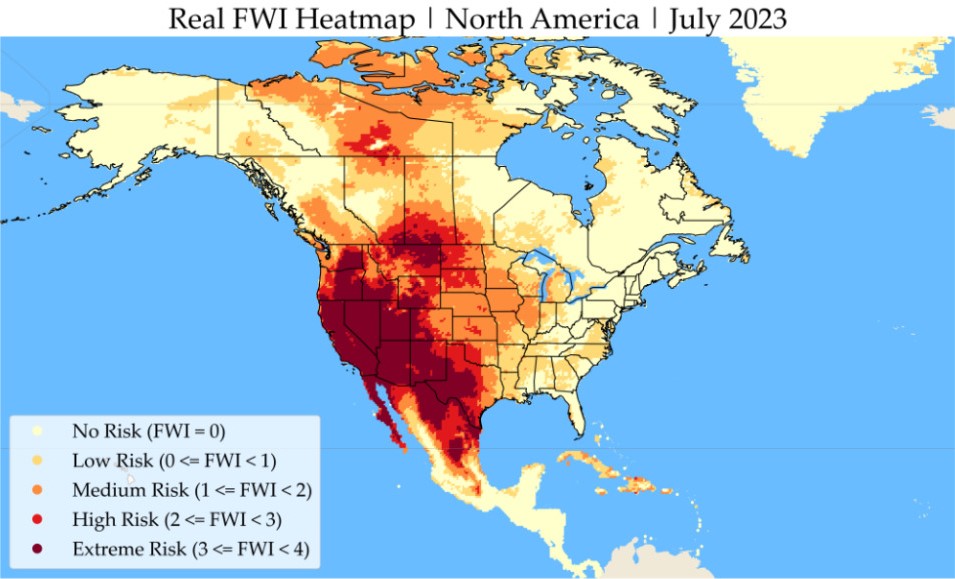 Real FWI Heatmap | North America | July 2023
No Risk (FWI = 0)
Low Risk (0 <= FWI < 1)
Medium Risk (1 <= FWI < 2)
High Risk (2 <= FWI < 3)
Extreme Risk (3 <= FWI < 4)